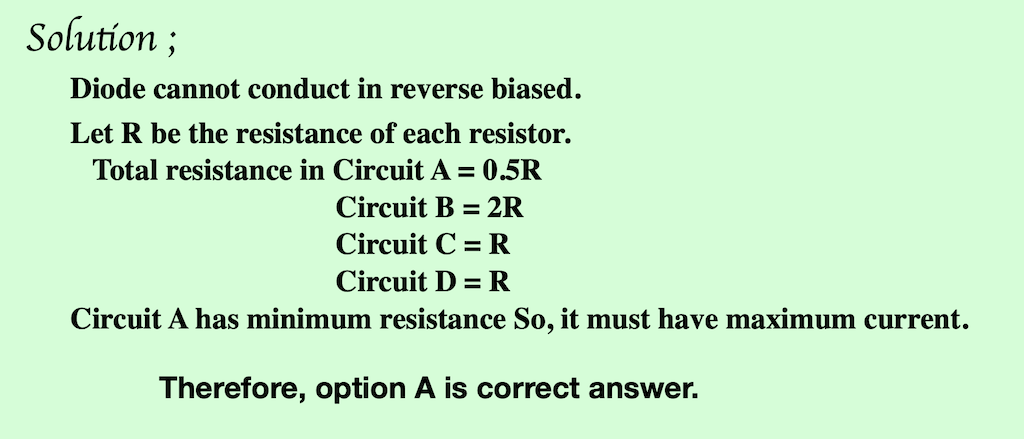 Solution ;
Diode cannot conduct in reverse biased.
Let R be the resistance of each resistor.
Total resistance in Circuit A = 0.5R
Circuit B = 2R
Circuit C = R
Circuit D = R
Circuit A has minimum resistance So, it must have maximum current.
Therefore, option A is correct answer.